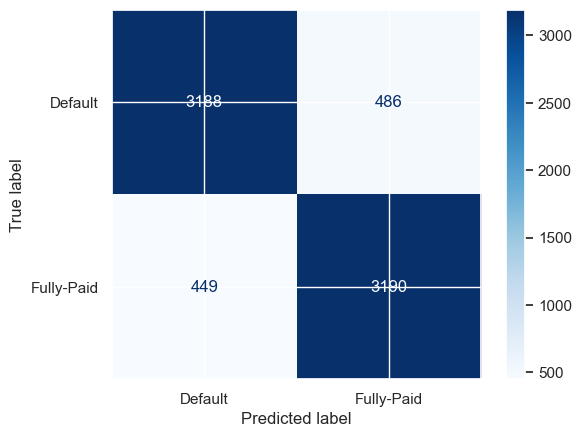 Default
3188
486
Fully-Paid
449
3190
Default
Fully-Paid
Predicted label
True label
3000
2500
2000
1500
1000
500